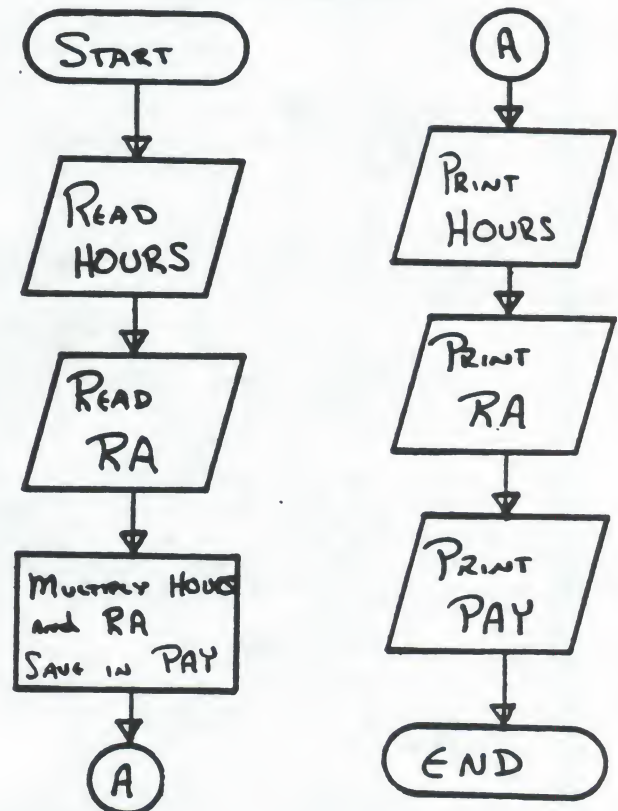 START
READ
HOURS
READ
RA
MULTIPLY HOURS
and RA
SAVE IN PAY
A
A
PRINT
HOURS
PRINT
RA
PRINT
PAY
END